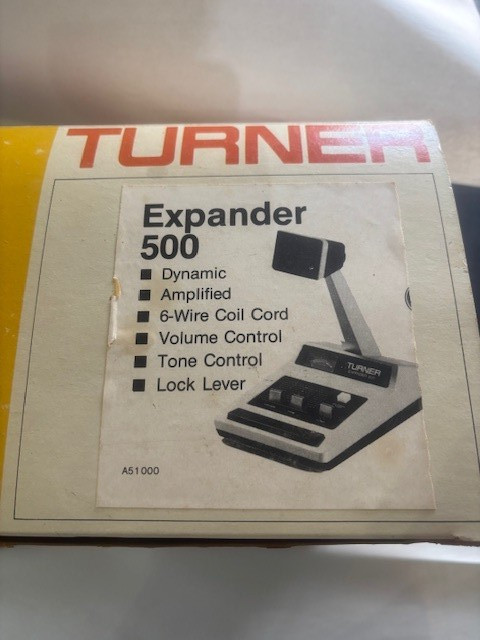 TURNER
Expander
500
■ Dynamic
■ Amplified
■ 6-Wire Coil Cord
■ Volume Control
■ Tone Control
■ Lock Lever
TURNER
A51000